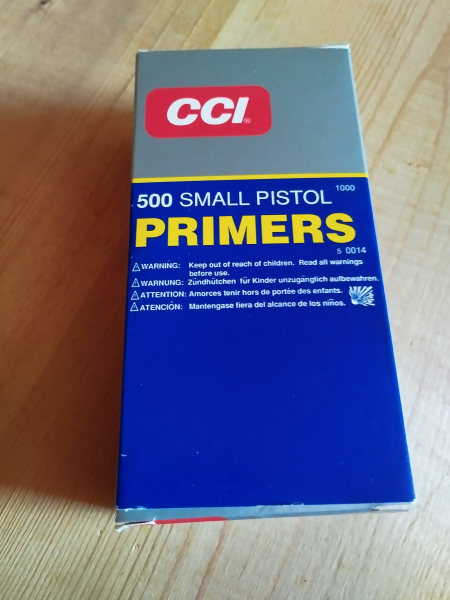 CCI®
500 SMALL PISTOL 1000
PRIMERS
5 0014
⚠WARNING: Keep out of reach of children. Read all warnings
before use.
⚠WARNUNG: Zündhütchen für Kinder unzugänglich aufbewahren.
⚠ATTENTION: Amorces tenir hors de portée des enfants.
⚠ATENCIÓN: Mantengase fiera del alcance de los niños.